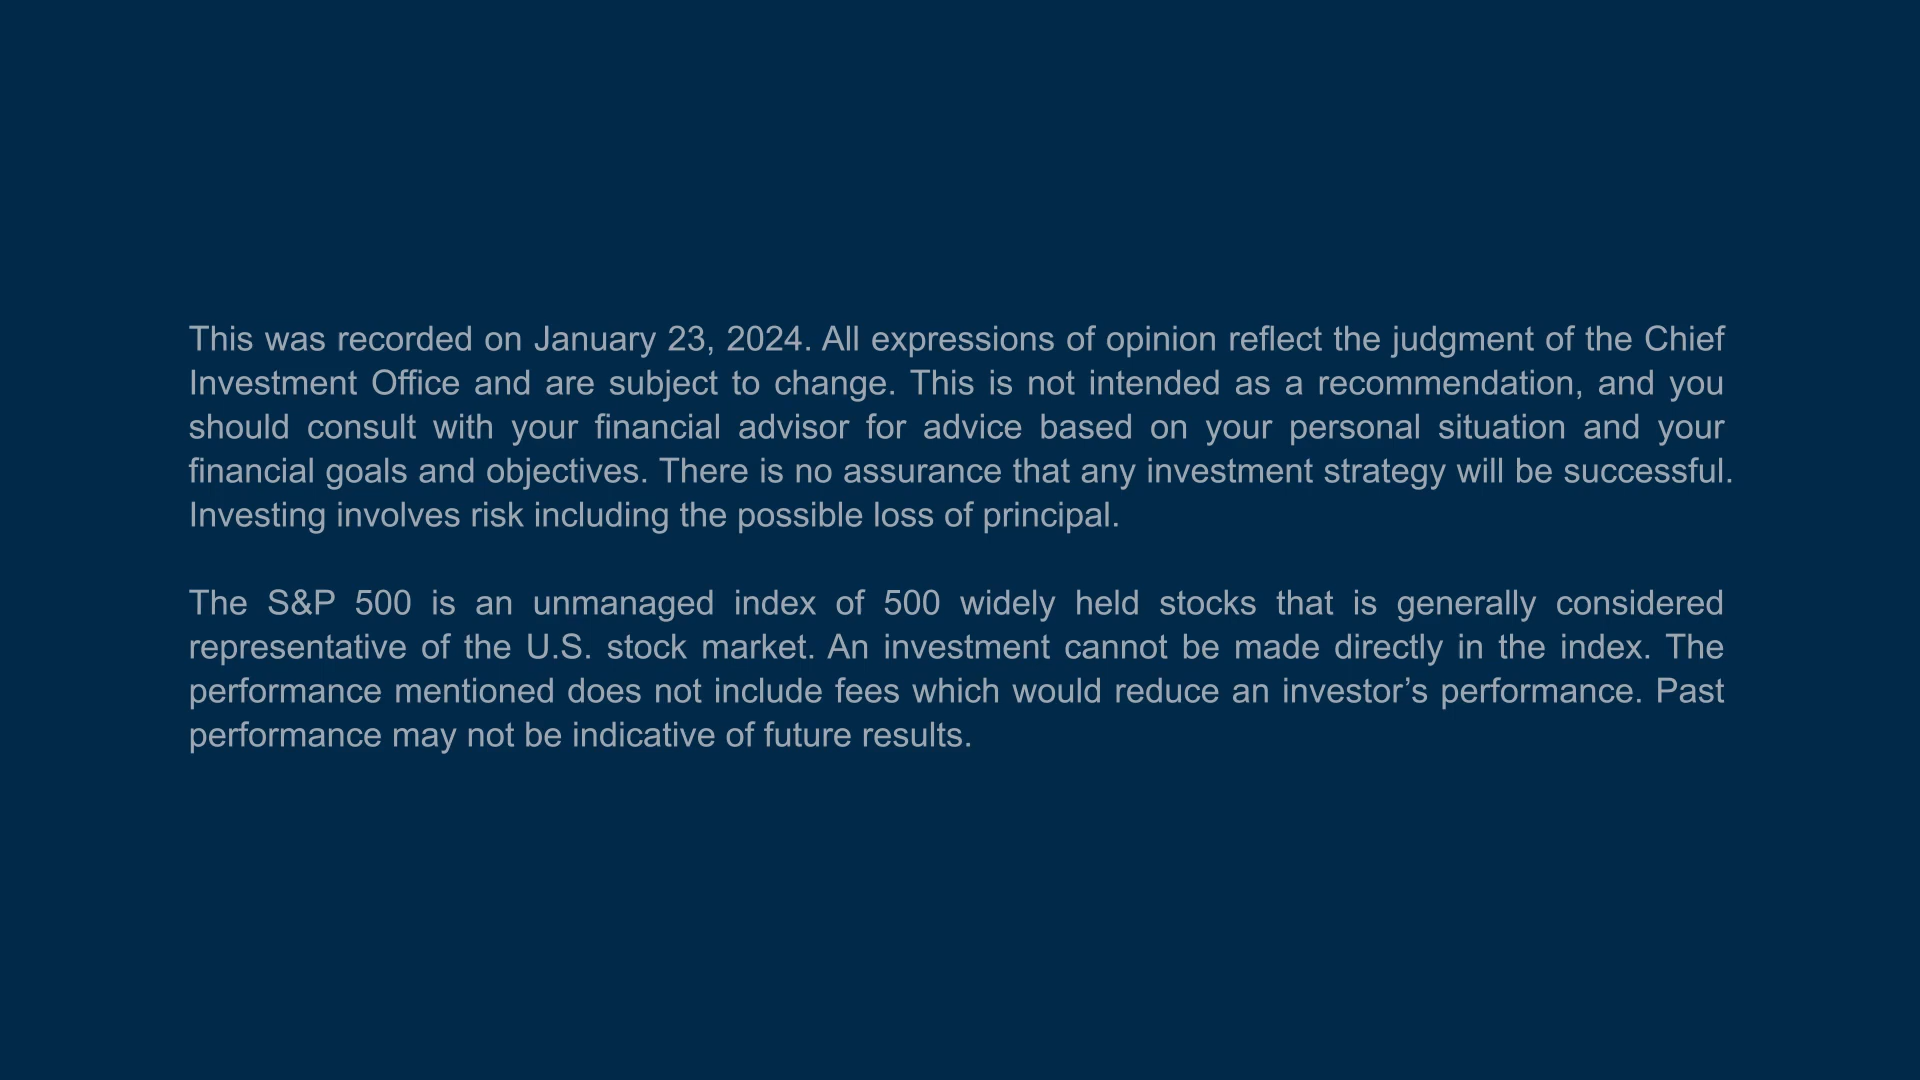 This was recorded on January 23, 2024. All expressions of opinion reflect the judgment of the Chief
Investment Office and are subject to change. This is not intended as a recommendation, and you
should consult with your financial advisor for advice based on your personal situation and your
financial goals and objectives. There is no assurance that any investment strategy will be successful.
Investing involves risk including the possible loss of principal.
The S&P 500 is an unmanaged index of 500 widely held stocks that is generally considered
representative of the U.S. stock market. An investment cannot be made directly in the index. The
performance mentioned does not include fees which would reduce an investor’s performance. Past
performance may not be indicative of future results.